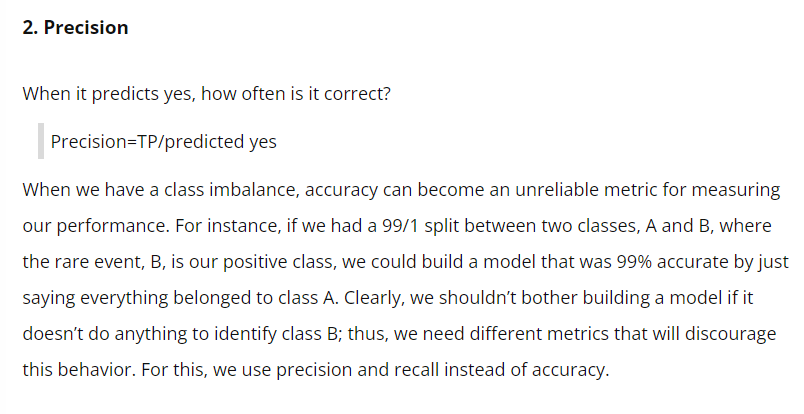 2. Precision
When it predicts yes, how often is it correct?
Precision=TP/predicted yes
When we have a class imbalance, accuracy can become an unreliable metric for measuring
our performance. For instance, if we had a 99/1 split between two classes, A and B, where
the rare event, B, is our positive class, we could build a model that was 99% accurate by just
saying everything belonged to class A. Clearly, we shouldn’t bother building a model if it
doesn’t do anything to identify class B; thus, we need different metrics that will discourage
this behavior. For this, we use precision and recall instead of accuracy.